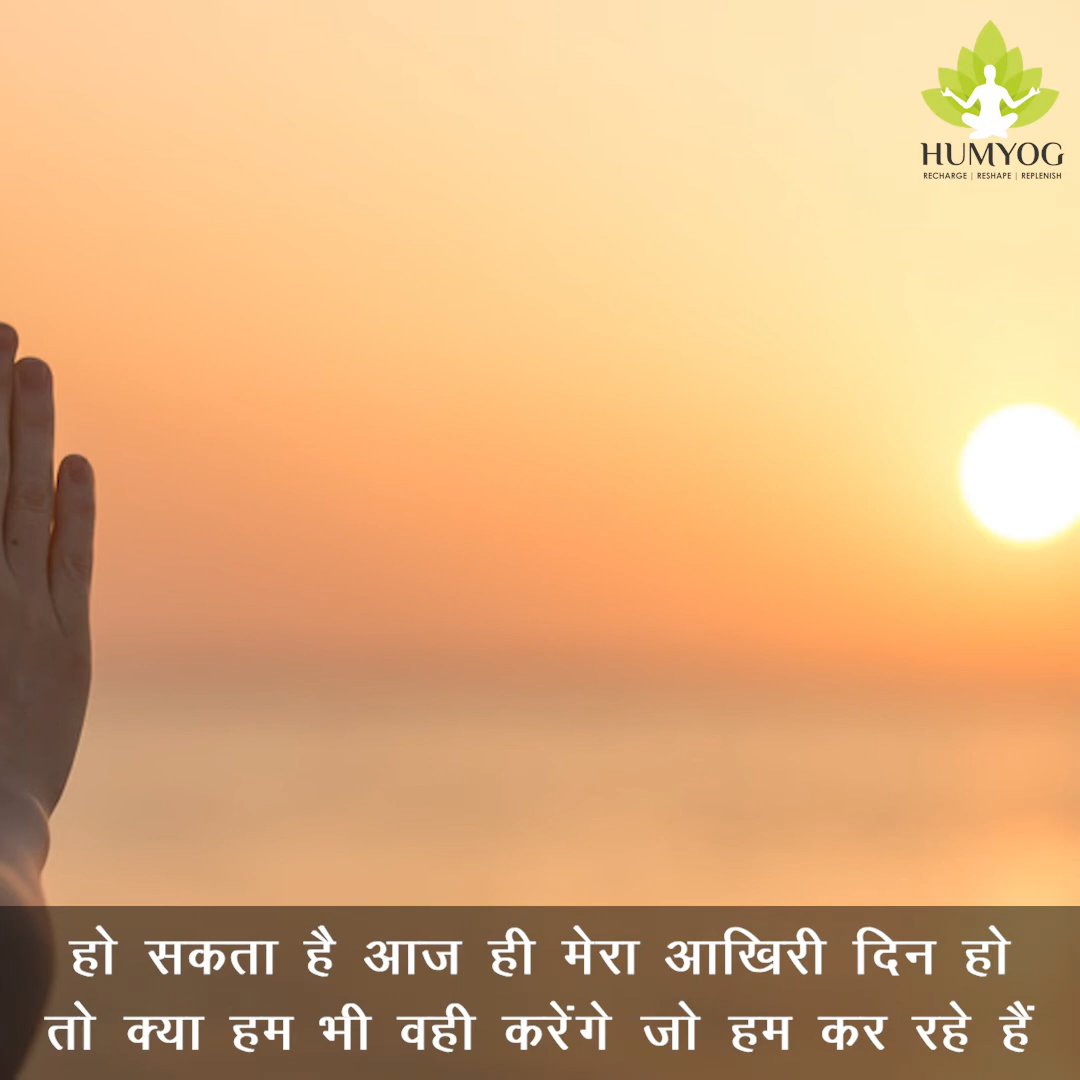 HUMYOG
RECHARGE | RESHAPE | REPLENISH
हो सकता है आज ही मेरा आखिरी दिन हो
तो क्या हम भी वही करेंगे जो हम कर रहे हैं